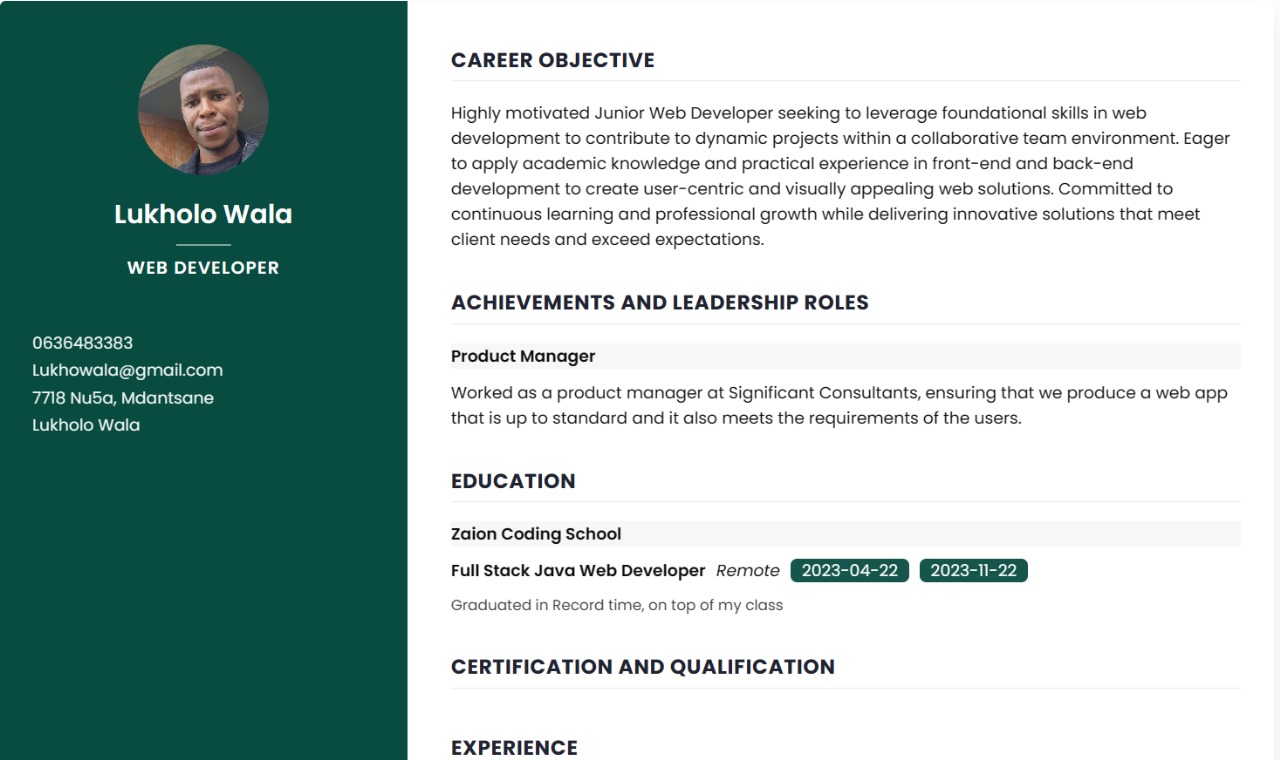 Lukholo Wala
WEB DEVELOPER
0636483383
Lukhowala@gmail.com
7718 Nu5a, Mdantsane
Lukholo Wala
CAREER OBJECTIVE
Highly motivated Junior Web Developer seeking to leverage foundational skills in web
development to contribute to dynamic projects within a collaborative team environment. Eager
to apply academic knowledge and practical experience in front-end and back-end
development to create user-centric and visually appealing web solutions. Committed to
continuous learning and professional growth while delivering innovative solutions that meet
client needs and exceed expectations.
ACHIEVEMENTS AND LEADERSHIP ROLES
Product Manager
Worked as a product manager at Significant Consultants, ensuring that we produce a web app
that is up to standard and it also meets the requirements of the users.
EDUCATION
Zaion Coding School
Full Stack Java Web Developer Remote 2023-04-22 2023-11-22
Graduated in Record time, on top of my class
CERTIFICATION AND QUALIFICATION
EXPERIENCE